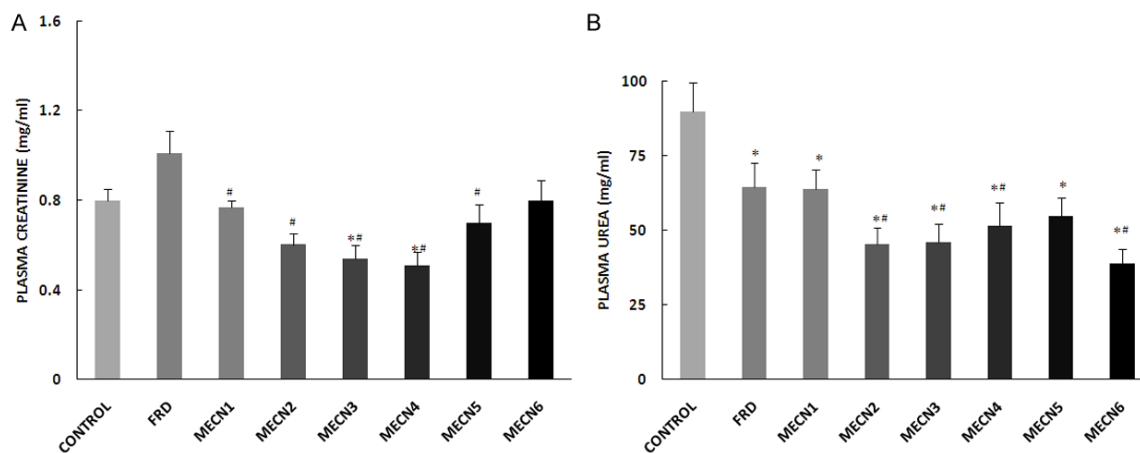 A
PLASMA CREATININE (mg/ml)
1.6
1.2
0.8
0.4
0
#
#
*#
*#
#
CONTROL
FRD
MECN1
MECN2
MECN3
MECN4
MECN5
MECN6
B
PLASMA UREA (mg/ml)
100
75
50
25
0
*
*
*#
*#
*#
*
*#
CONTROL
FRD
MECN1
MECN2
MECN3
MECN4
MECN5
MECN6